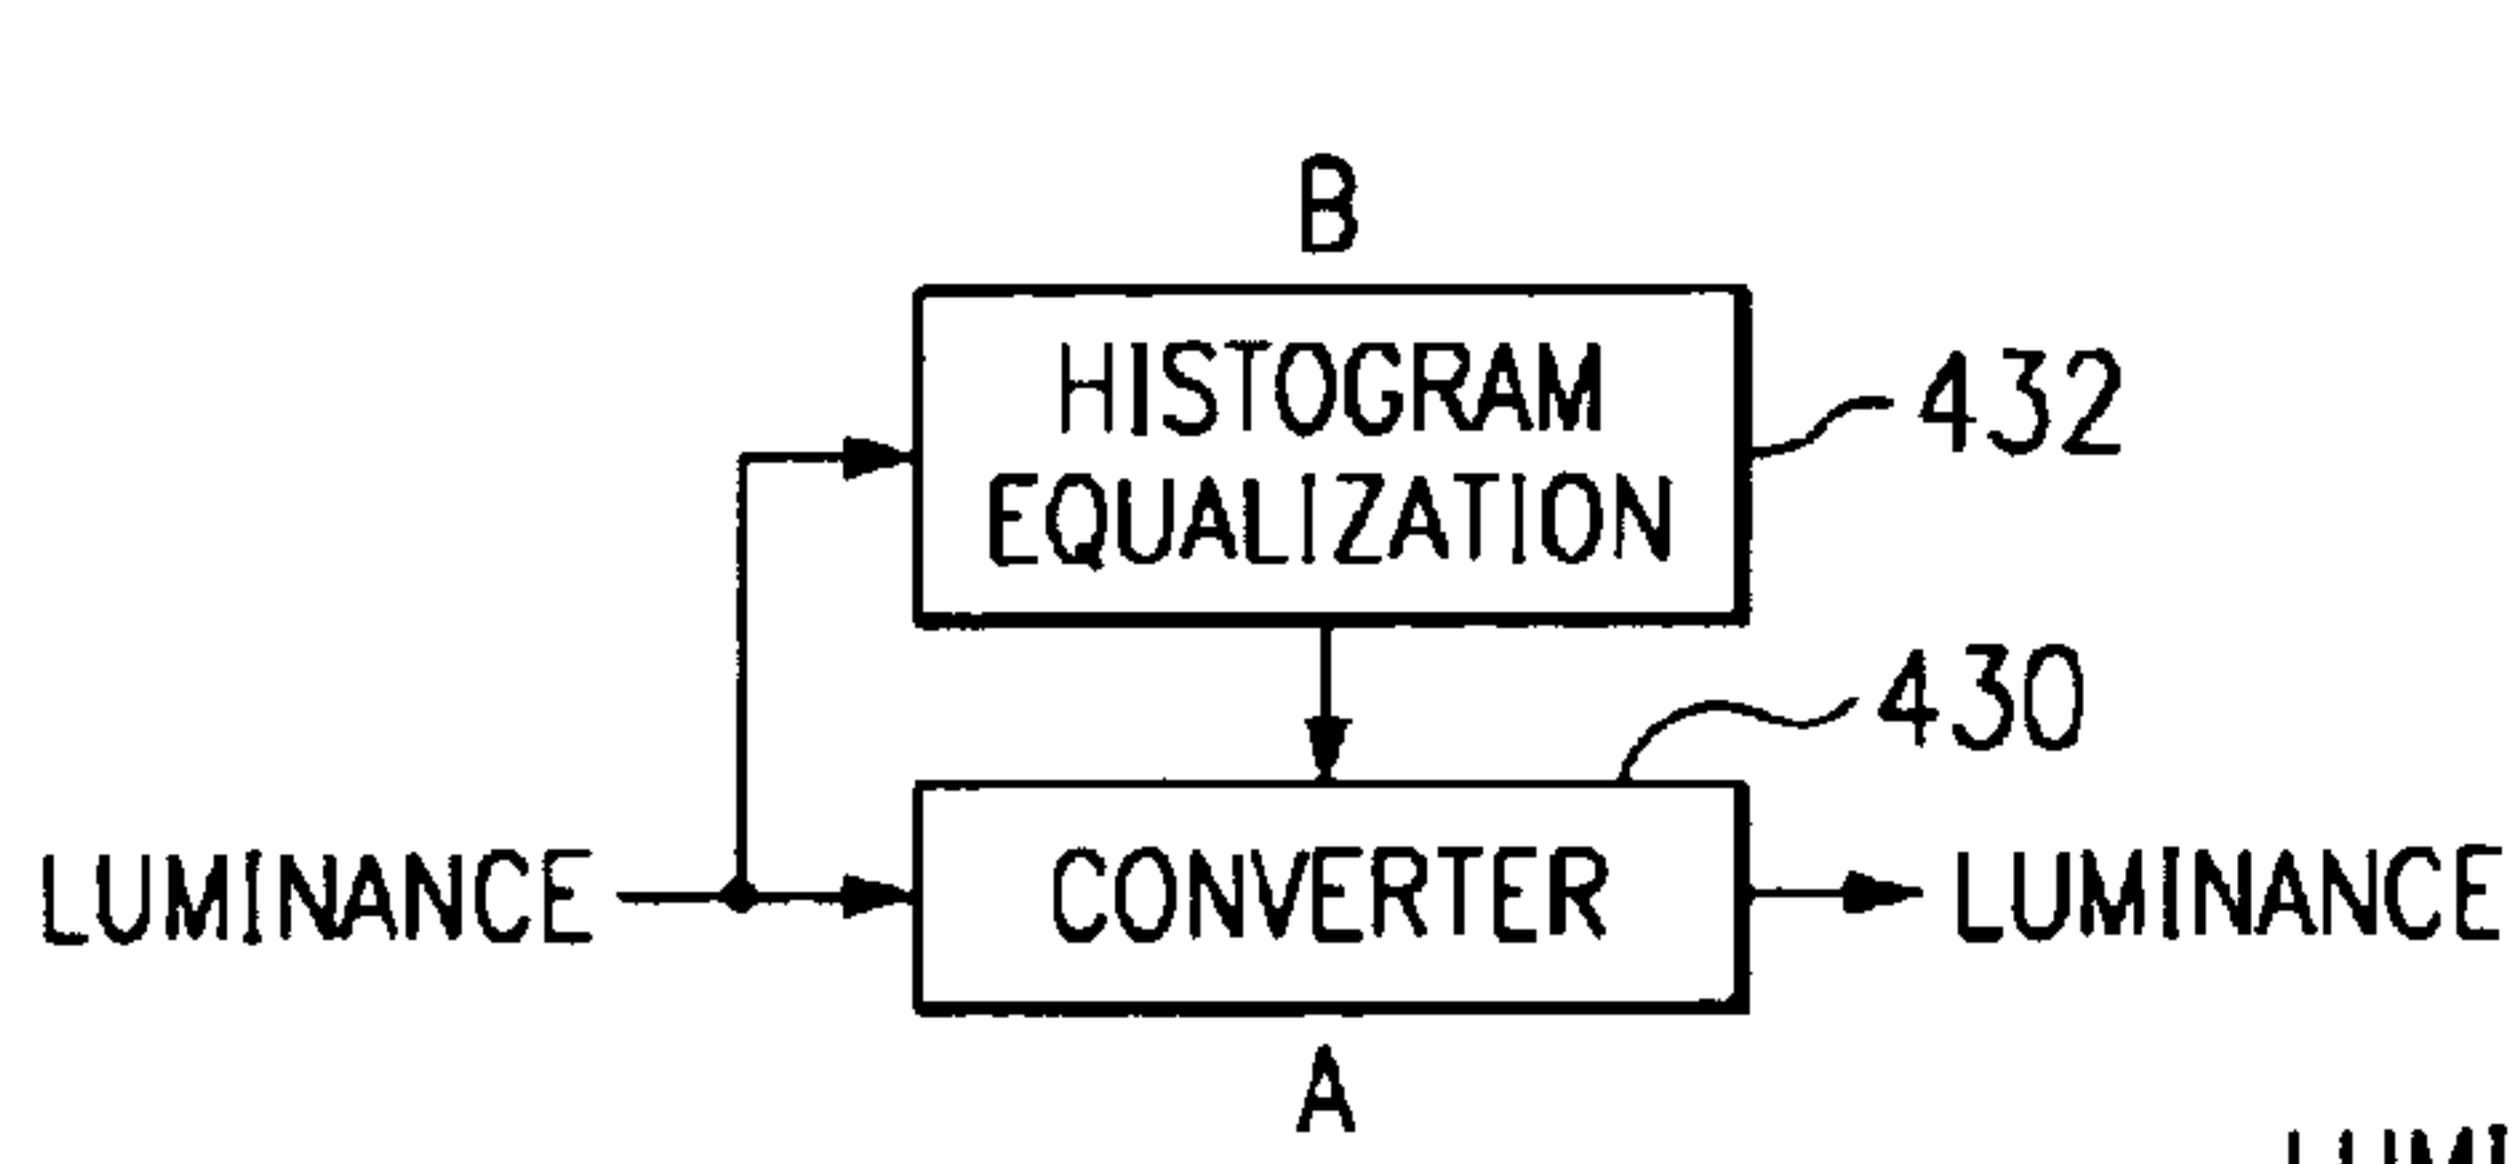 B
HISTOGRAM
EQUALIZATION
432
430
LUMINANCE
CONVERTER
LUMINANCE
A